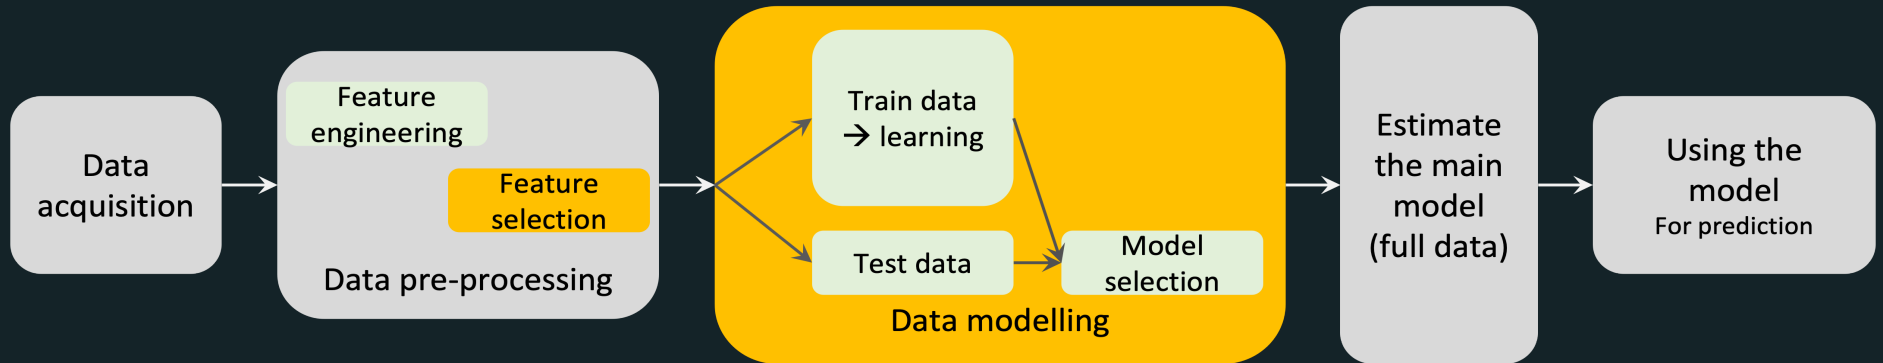 Data
acquisition
Feature
engineering
Feature
selection
Data pre-processing
Train data
→ learning
Test data
Model
selection
Data modelling
Estimate
the main
model
(full data)
Using the
model
For prediction